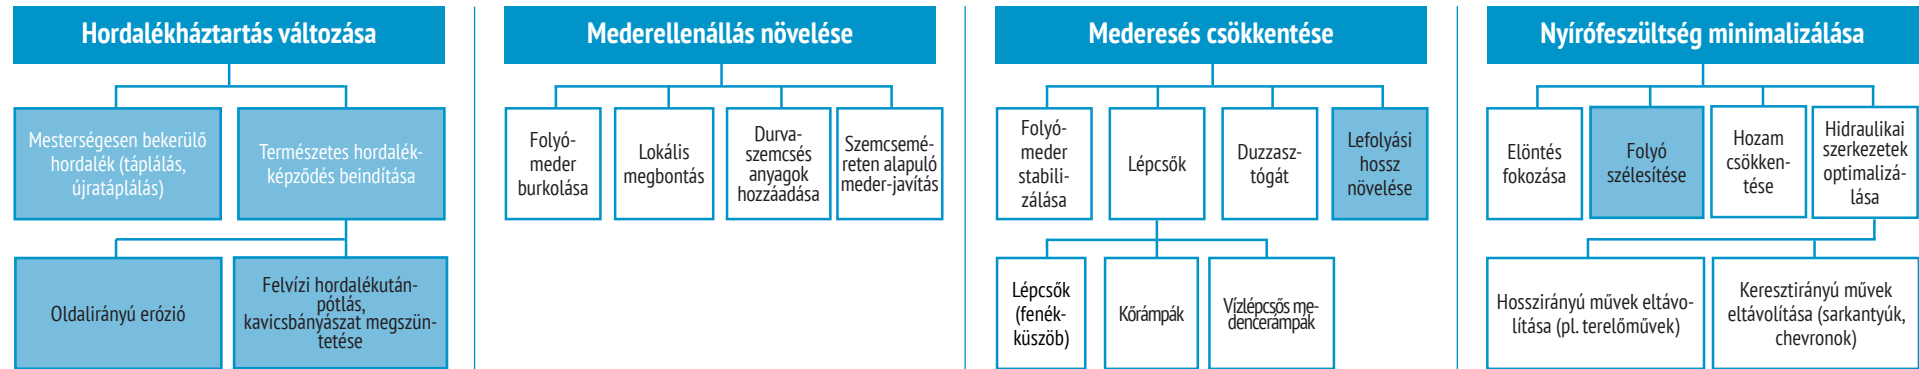 Hordalékháztartás változása
Mesterségesen bekerülő
hordalék (táplálás,
újratáplálás)
Természetes hordalék-
képződés beindítása
Oldalirányú erózió
Felvízi hordalékután-
pótlás,
kavicsbányászat megszün-
tetése
Mederellenállás növelése
Folyó-
meder
burkolása
Lokális
megbontás
Durva-
szemcsés
anyagok
hozzáadása
Szemcsemé-
reten alapuló
meder-javítás
Mederesés csökkentése
Folyó-
meder
stabili-
zálása
Lépcsők
Duzzasz-
tógát
Lefolyási
hossz
növelése
Lépcsők
(fenék-
küszöb)
Kőrámpák
Vízlépcsős me-
dencerámpák
Nyírófeszültség minimalizálása
Elöntés
fokozása
Folyó
szélesítése
Hozam
csökken-
tése
Hidraulikai
szerkezetek
optimalizá-
lása
Hosszirányú művek eltávo-
lítása (pl. terelőművek)
Keresztirányú művek
eltávolítása (sarkantyúk,
chevronok)